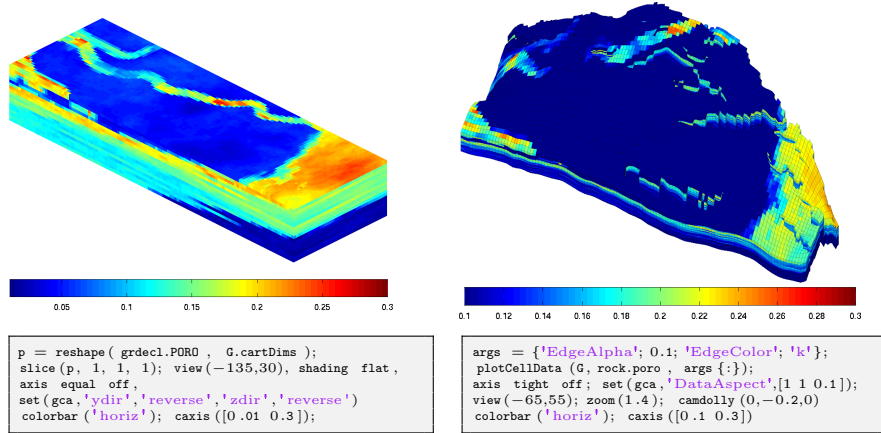 0.05 0.1 0.15 0.2 0.25 0.3
0.1 0.12 0.14 0.16 0.18 0.2 0.22 0.24 0.26 0.28 0.3
p = reshape( grdecl.PORO , G.cartDims );
slice(p, 1, 1, 1); view(−135,30), shading flat,
axis equal off,
set(gca,'ydir','reverse','zdir','reverse')
colorbar('horiz'); caxis([0.01 0.3]);
args = {'EdgeAlpha'; 0.1; 'EdgeColor'; 'k'};
plotCellData (G, rock.poro , args{:});
axis tight off; set(gca,'DataAspect',[1 1 0.1]);
view(−65,55); zoom(1.4); camdolly(0,−0.2,0)
colorbar('horiz'); caxis([0.1 0.3])